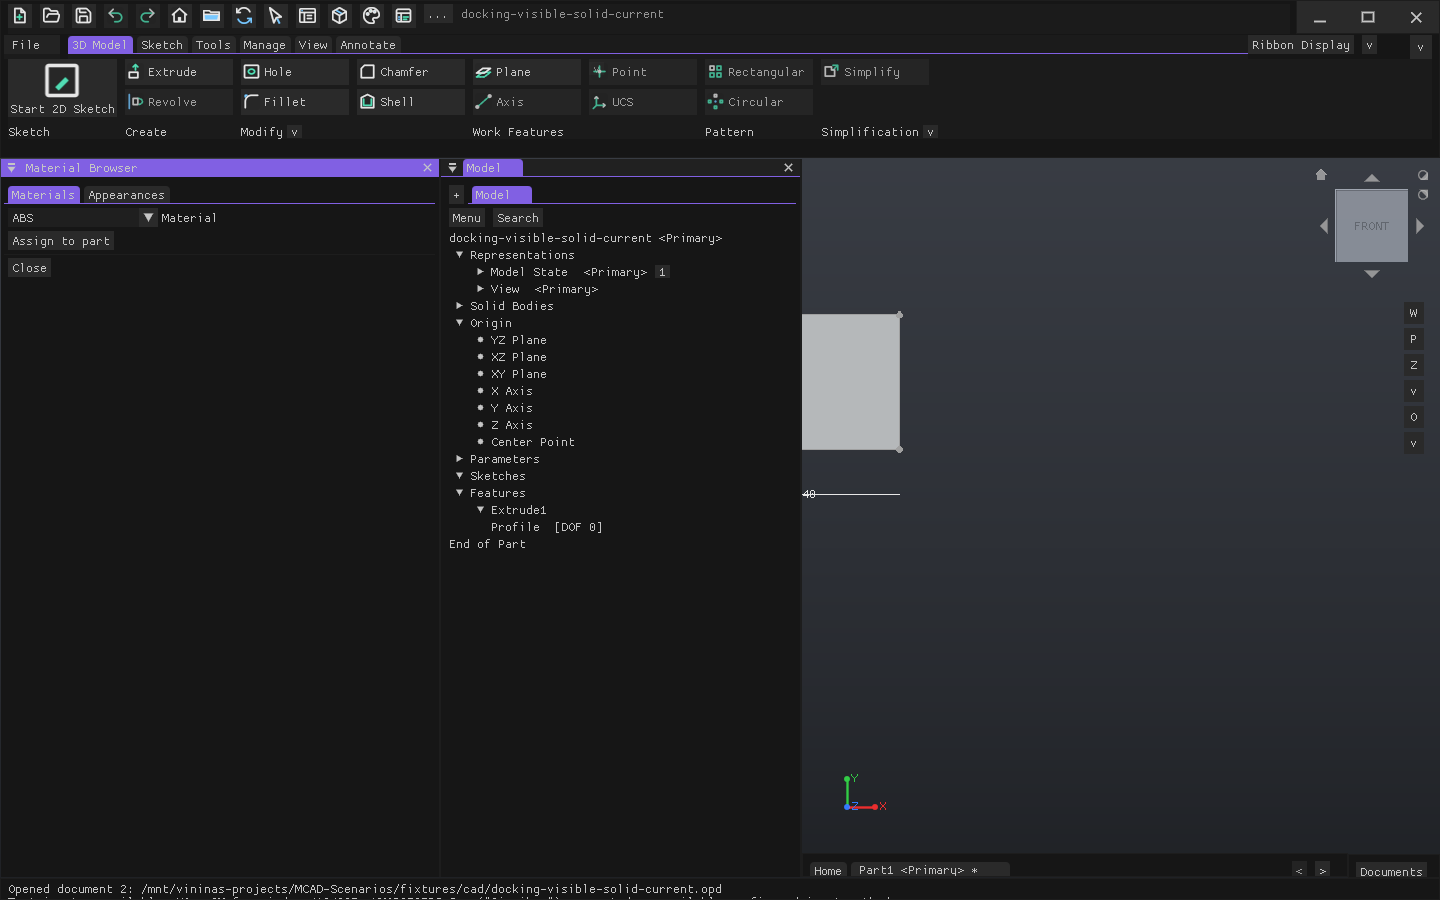 ... docking-visible-solid-current
File 3D Model Sketch Tools Manage View Annotate Ribbon Display v v
Extrude Hole Chamfer Plane Point Rectangular Simplify
Start 2D Sketch Revolve Fillet Shell Axis UCS Circular
Sketch Create Modify v Work Features Pattern Simplification v
Material Browser
Materials Appearances
ABS Material
Assign to part
Close
Model
+ Model
Menu Search
docking-visible-solid-current <Primary>
Representations
Model State <Primary> 1
View <Primary>
Solid Bodies
Origin
YZ Plane
XZ Plane
XY Plane
X Axis
Y Axis
Z Axis
Center Point
Parameters
Sketches
Features
Extrude1
Profile [DOF 0]
End of Part
FRONT
W
P
Z
v
O
v
40
Y
Z X
Home Part1 <Primary> * < > Documents
Opened document 2: /mnt/vininas-projects/MCAD-Scenarios/fixtures/cad/docking-visible-solid-current.opd